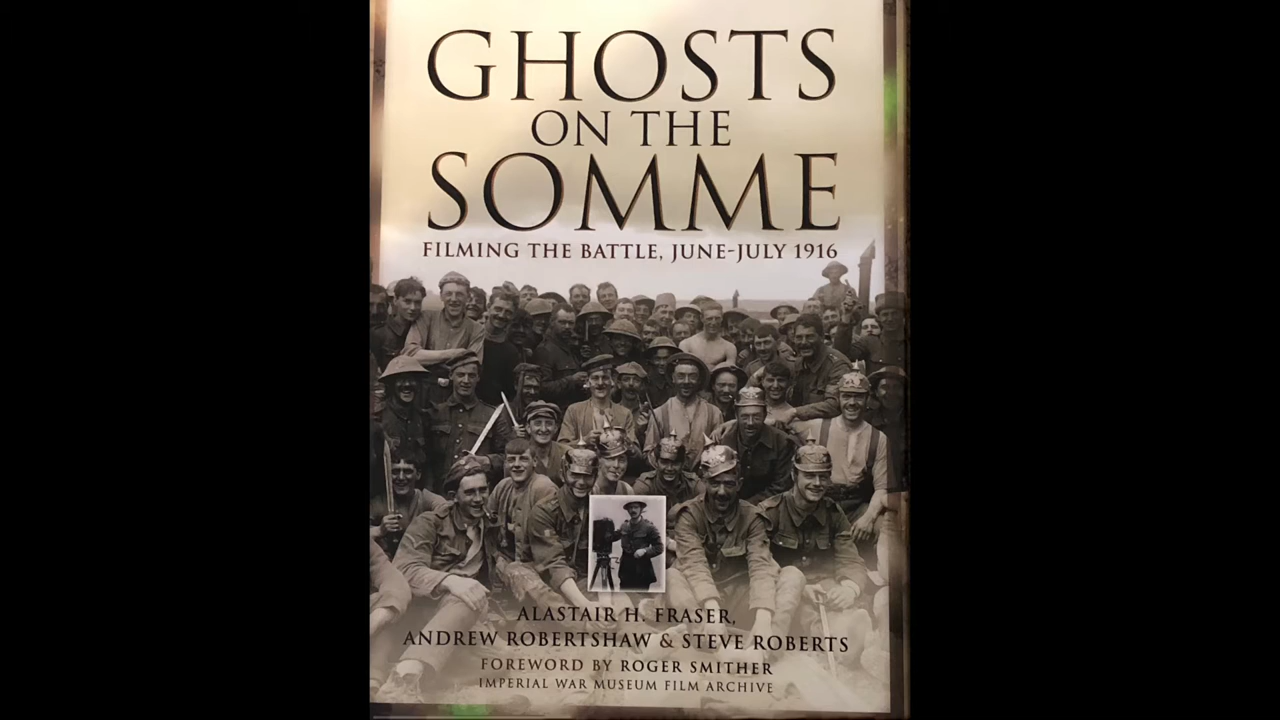 GHOSTS
ON THE
SOMME
FILMING THE BATTLE, JUNE-JULY 1916
ALASTAIR H. FRASER,
ANDREW ROBERTSHAW & STEVE ROBERTS
FOREWORD BY ROGER SMITHER
IMPERIAL WAR MUSEUM FILM ARCHIVE